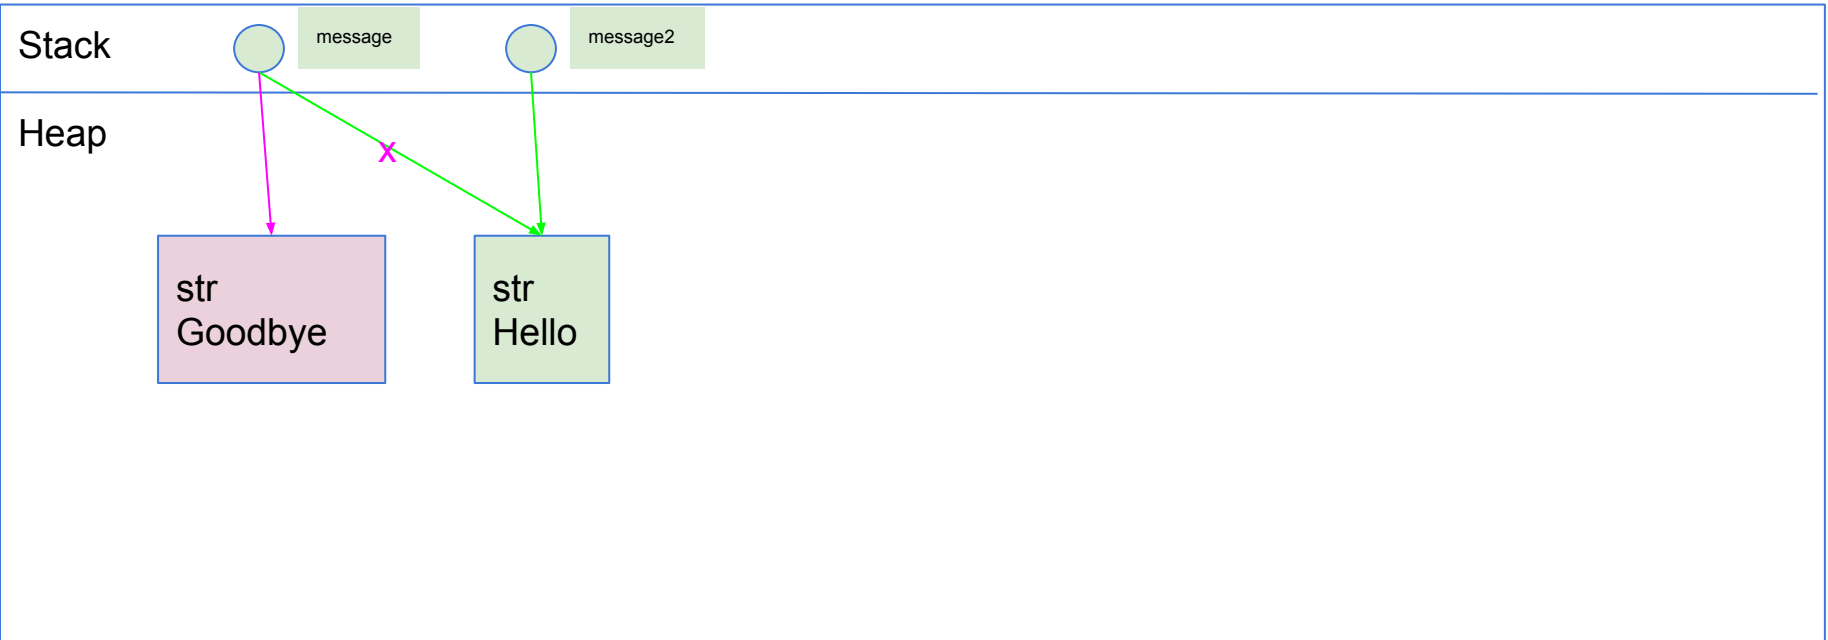 Stack
message
message2
Heap
x
str
Goodbye
str
Hello